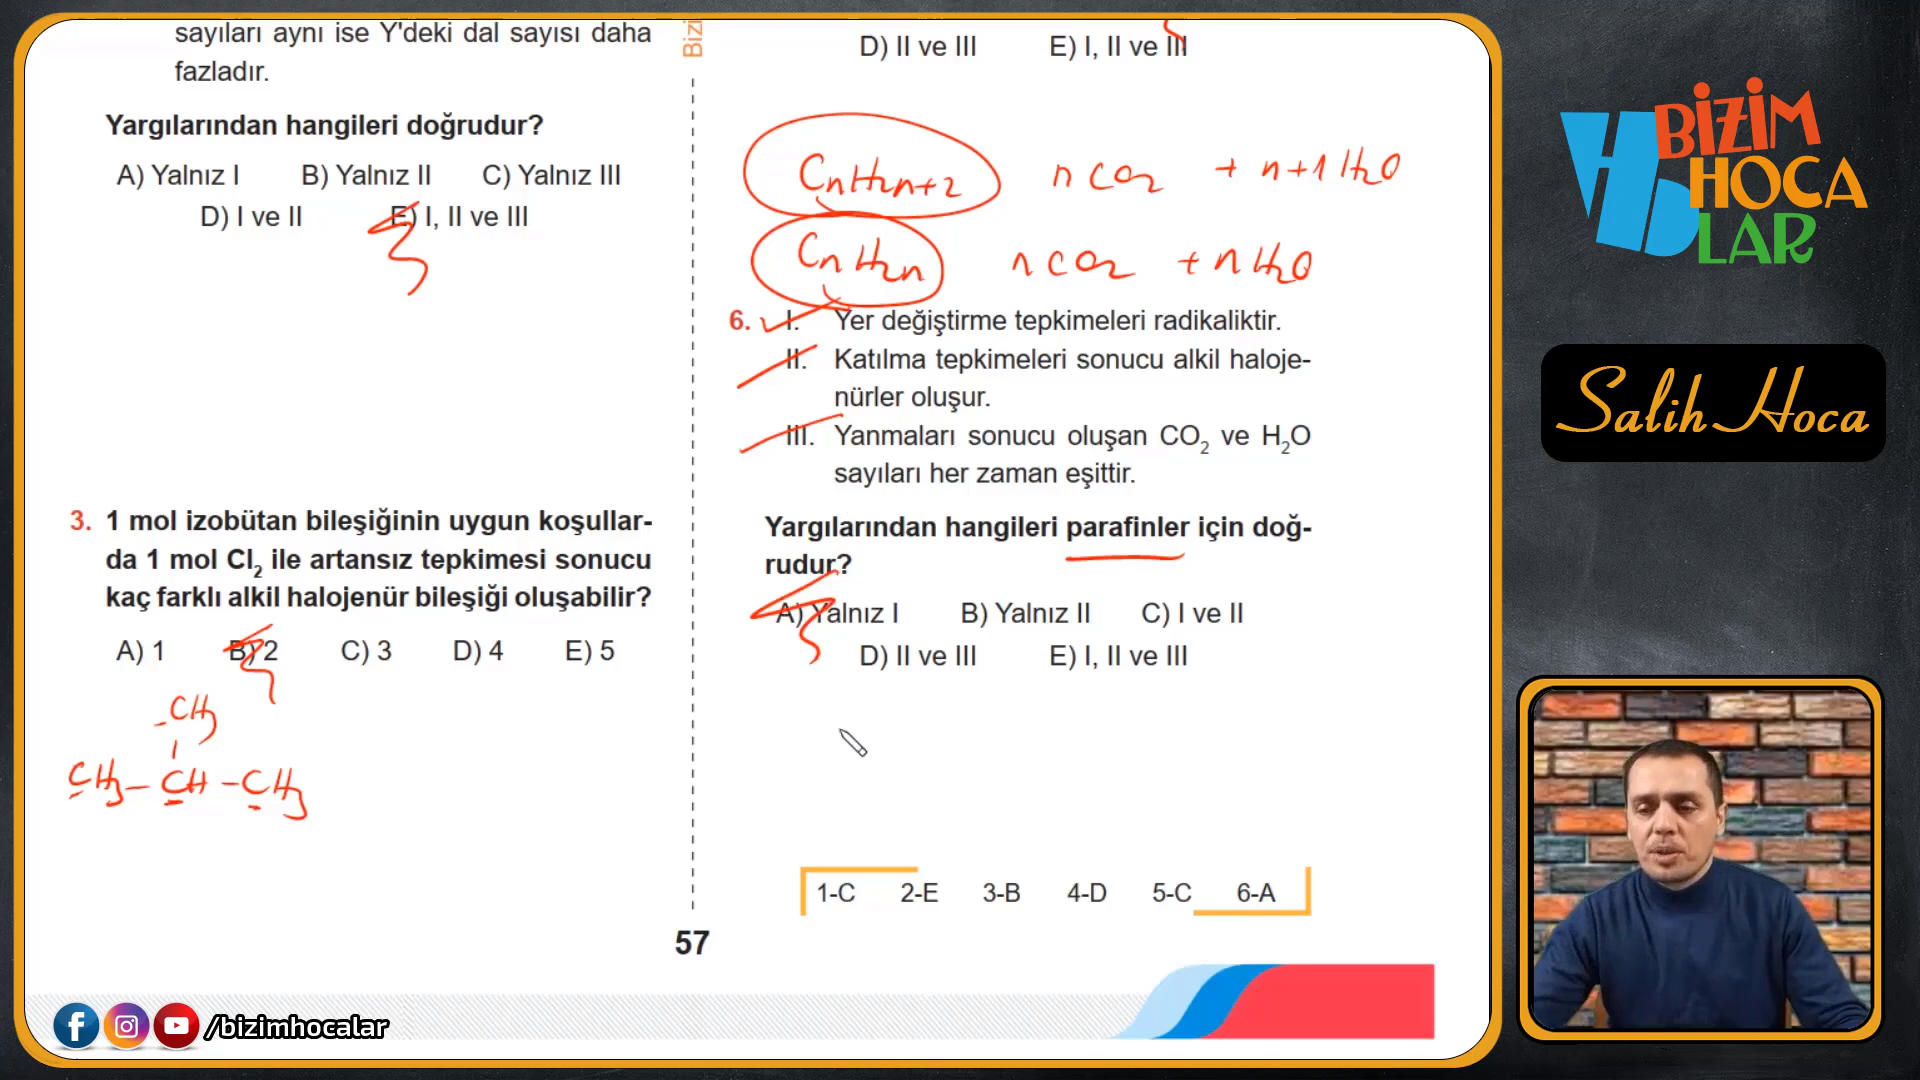 sayıları aynı ise Y'deki dal sayısı daha
fazladır.
Yargılarından hangileri doğrudur?
A) Yalnız I B) Yalnız II C) Yalnız III
D) I ve II E) I, II ve III
3. 1 mol izobütan bileşiğinin uygun koşullar-
da 1 mol Cl₂ ile artansız tepkimesi sonucu
kaç farklı alkil halojenür bileşiği oluşabilir?
A) 1 B) 2 C) 3 D) 4 E) 5
-CH₃
CH₃-CH-CH₃
57
Bizi
D) II ve III E) I, II ve III
CnH2n+2 nCO₂ + n+1 H₂O
CnH2n nCO₂ + nH₂O
6. I. Yer değiştirme tepkimeleri radikaliktir.
II. Katılma tepkimeleri sonucu alkil haloje-
nürler oluşur.
III. Yanmaları sonucu oluşan CO₂ ve H₂O
sayıları her zaman eşittir.
Yargılarından hangileri parafinler için doğ-
rudur?
A) Yalnız I B) Yalnız II C) I ve II
D) II ve III E) I, II ve III
1-C 2-E 3-B 4-D 5-C 6-A
/bizimhocalar
BİZİM
HOCA
LAR
Salih Hoca